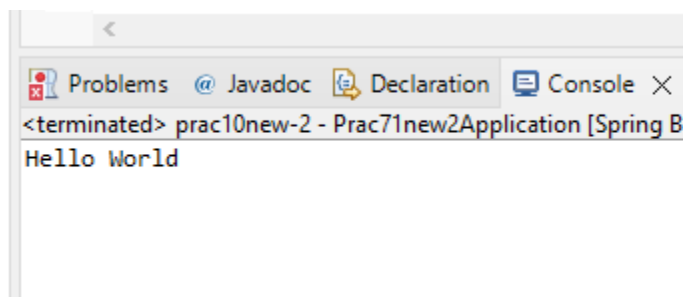 Problems @ Javadoc Declaration Console
<terminated> prac10new-2 - Prac71new2Application [Spring B
Hello World